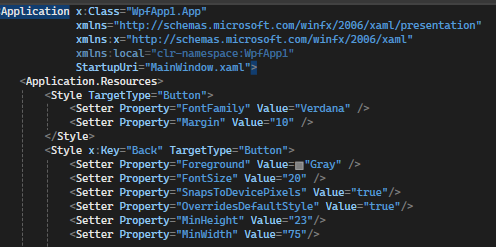 Application x:Class="WpfApp1.App"
xmlns="http://schemas.microsoft.com/winfx/2006/xaml/presentation"
xmlns:x="http://schemas.microsoft.com/winfx/2006/xaml"
xmlns:local="clr-namespace:WpfApp1"
StartupUri="MainWindow.xaml">
<Application.Resources>
<Style TargetType="Button">
<Setter Property="FontFamily" Value="Verdana" />
<Setter Property="Margin" Value="10" />
</Style>
<Style x:Key="Back" TargetType="Button">
<Setter Property="Foreground" Value="Gray" />
<Setter Property="FontSize" Value="20" />
<Setter Property="SnapsToDevicePixels" Value="true"/>
<Setter Property="OverridesDefaultStyle" Value="true"/>
<Setter Property="MinHeight" Value="23"/>
<Setter Property="MinWidth" Value="75"/>